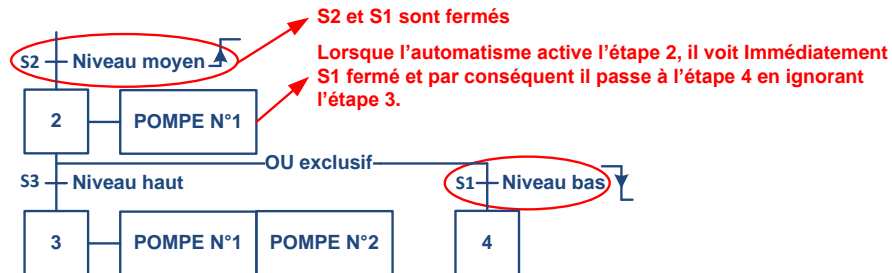 S2 et S1 sont fermés
Lorsque l'automatisme active l'étape 2, il voit Immédiatement
S1 fermé et par conséquent il passe à l'étape 4 en ignorant
l'étape 3.
S2 Niveau moyen
2 POMPE N°1
OU exclusif
S3 Niveau haut
S1 Niveau bas
3 POMPE N°1 POMPE N°2 4